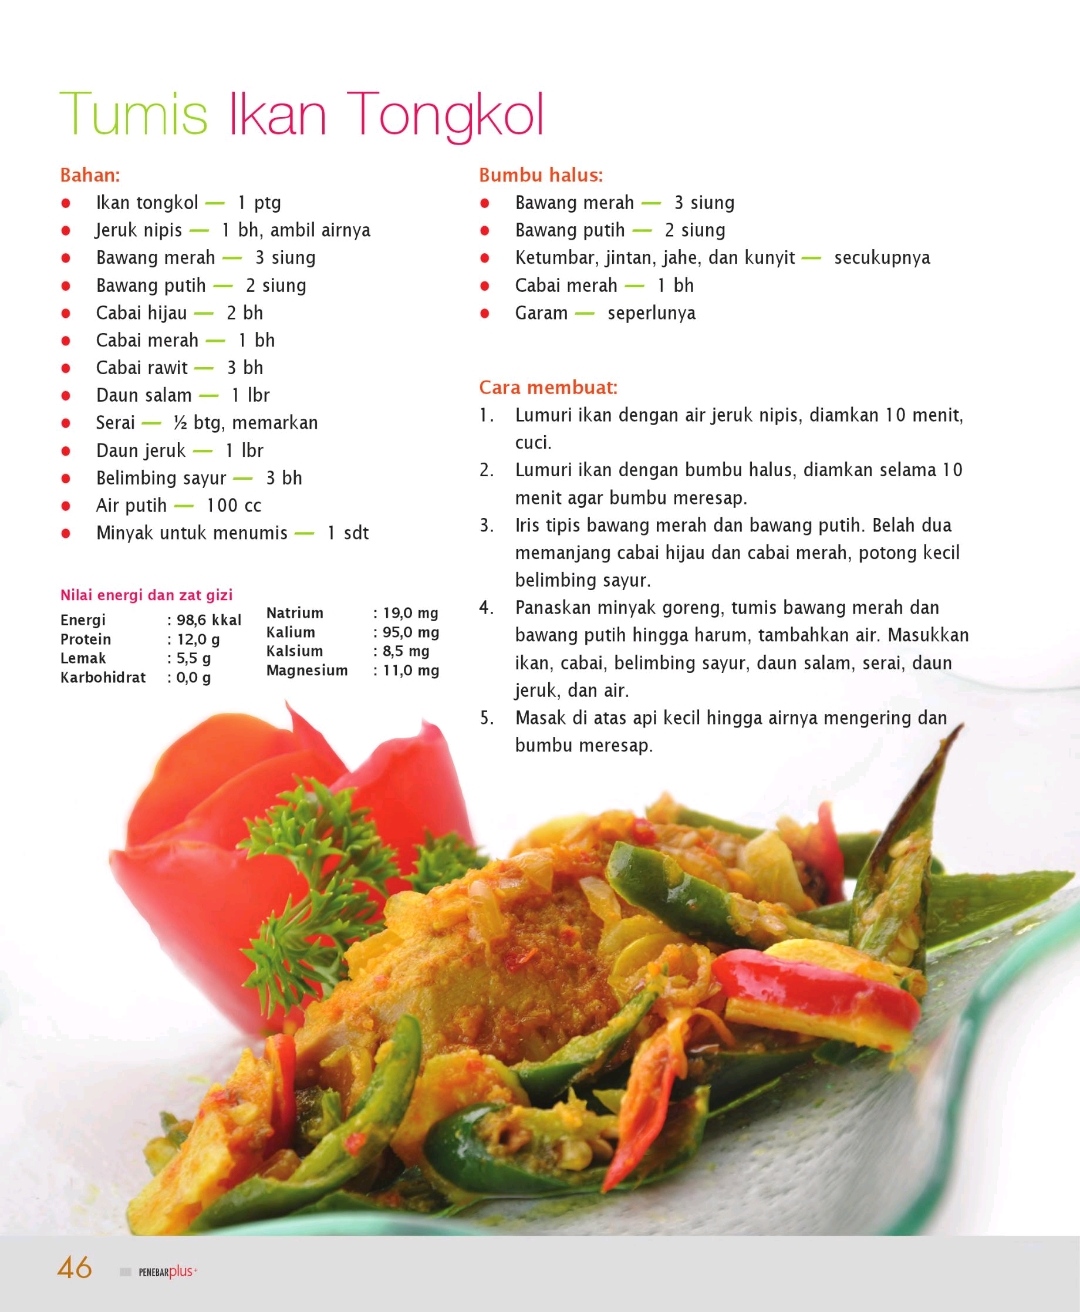 Tumis Ikan Tongkol
Bahan:
● Ikan tongkol — 1 ptg
● Jeruk nipis — 1 bh, ambil airnya
● Bawang merah — 3 siung
● Bawang putih — 2 siung
● Cabai hijau — 2 bh
● Cabai merah — 1 bh
● Cabai rawit — 3 bh
● Daun salam — 1 lbr
● Serai — ½ btg, memarkan
● Daun jeruk — 1 lbr
● Belimbing sayur — 3 bh
● Air putih — 100 cc
● Minyak untuk menumis — 1 sdt
Nilai energi dan zat gizi
Energi : 98,6 kkal
Protein : 12,0 g
Lemak : 5,5 g
Karbohidrat : 0,0 g
Natrium : 19,0 mg
Kalium : 95,0 mg
Kalsium : 8,5 mg
Magnesium : 11,0 mg
Bumbu halus:
● Bawang merah — 3 siung
● Bawang putih — 2 siung
● Ketumbar, jintan, jahe, dan kunyit — secukupnya
● Cabai merah — 1 bh
● Garam — seperlunya
Cara membuat:
1. Lumuri ikan dengan air jeruk nipis, diamkan 10 menit,
cuci.
2. Lumuri ikan dengan bumbu halus, diamkan selama 10
menit agar bumbu meresap.
3. Iris tipis bawang merah dan bawang putih. Belah dua
memanjang cabai hijau dan cabai merah, potong kecil
belimbing sayur.
4. Panaskan minyak goreng, tumis bawang merah dan
bawang putih hingga harum, tambahkan air. Masukkan
ikan, cabai, belimbing sayur, daun salam, serai, daun
jeruk, dan air.
5. Masak di atas api kecil hingga airnya mengering dan
bumbu meresap.
46 PENEBARplus+